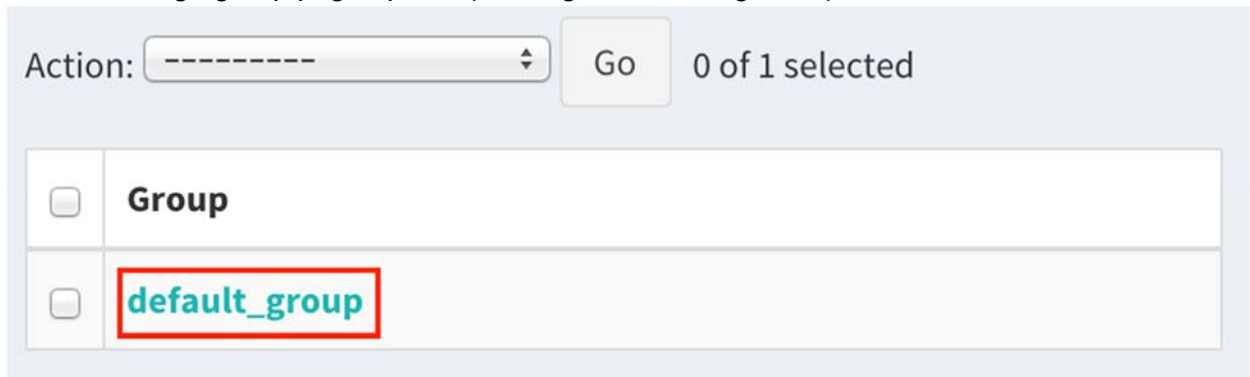 Action: --------- Go 0 of 1 selected
Group
default_group